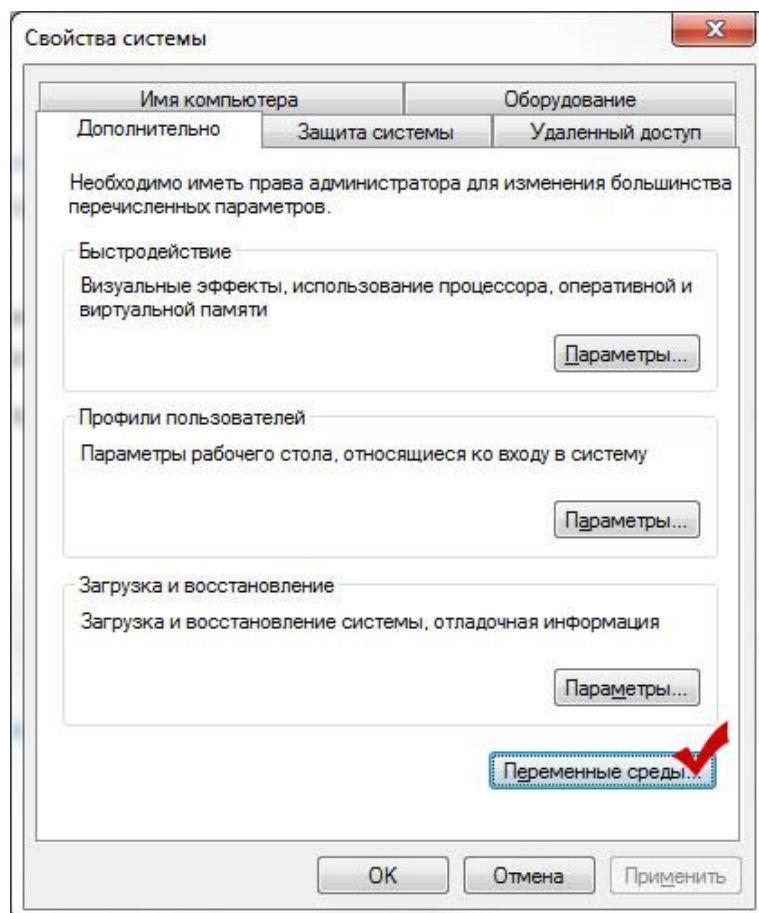 Свойства системы
Имя компьютера
Оборудование
Дополнительно
Защита системы
Удаленный доступ
Необходимо иметь права администратора для изменения большинства
перечисленных параметров.
Быстродействие
Визуальные эффекты, использование процессора, оперативной и
виртуальной памяти
Параметры...
Профили пользователей
Параметры рабочего стола, относящиеся ко входу в систему
Параметры...
Загрузка и восстановление
Загрузка и восстановление системы, отладочная информация
Параметры...
Переменные среды...
OK
Отмена
Применить